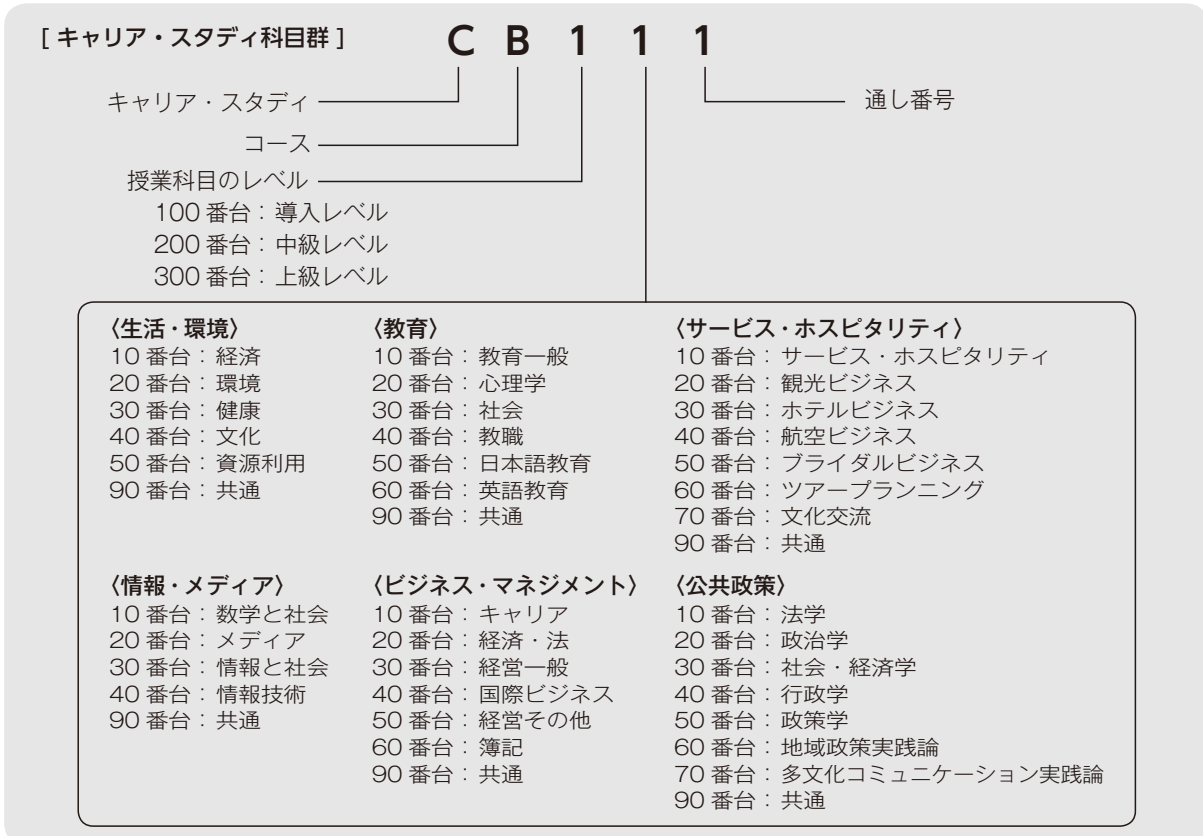 [ キャリア・スタディ科目群 ]
C B 1 1 1
キャリア・スタディ
通し番号
コース
授業科目のレベル
100 番台：導入レベル
200 番台：中級レベル
300 番台：上級レベル
〈生活・環境〉
10 番台：経済
20 番台：環境
30 番台：健康
40 番台：文化
50 番台：資源利用
90 番台：共通
〈教育〉
10 番台：教育一般
20 番台：心理学
30 番台：社会
40 番台：教職
50 番台：日本語教育
60 番台：英語教育
90 番台：共通
〈サービス・ホスピタリティ〉
10 番台：サービス・ホスピタリティ
20 番台：観光ビジネス
30 番台：ホテルビジネス
40 番台：航空ビジネス
50 番台：ブライダルビジネス
60 番台：ツアープランニング
70 番台：文化交流
90 番台：共通
〈情報・メディア〉
10 番台：数学と社会
20 番台：メディア
30 番台：情報と社会
40 番台：情報技術
90 番台：共通
〈ビジネス・マネジメント〉
10 番台：キャリア
20 番台：経済・法
30 番台：経営一般
40 番台：国際ビジネス
50 番台：経営その他
60 番台：簿記
90 番台：共通
〈公共政策〉
10 番台：法学
20 番台：政治学
30 番台：社会・経済学
40 番台：行政学
50 番台：政策学
60 番台：地域政策実践論
70 番台：多文化コミュニケーション実践論
90 番台：共通